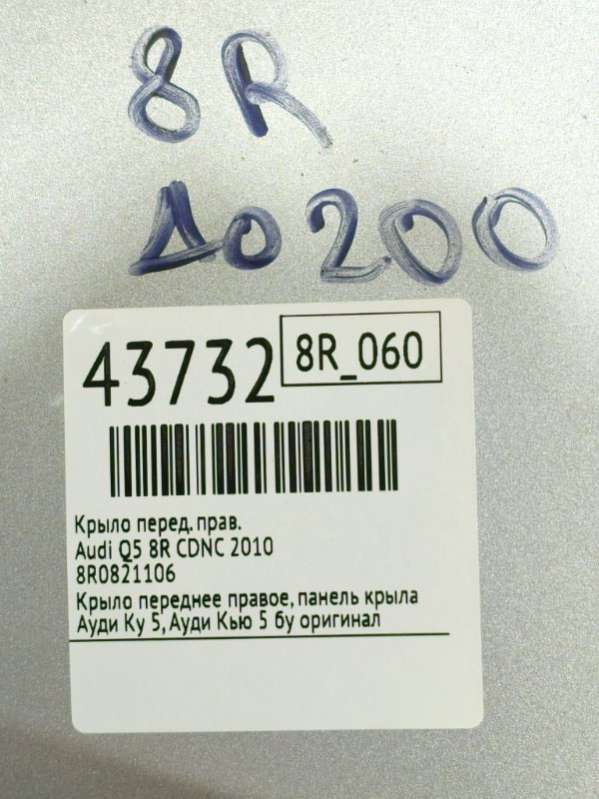 8R
До200
43732
8R_060
Крыло перед. прав.
Audi Q5 8R CDNC 2010
8R0821106
Крыло переднее правое, панель крыла
Ауди Ку 5, Ауди Кью 5 бу оригинал